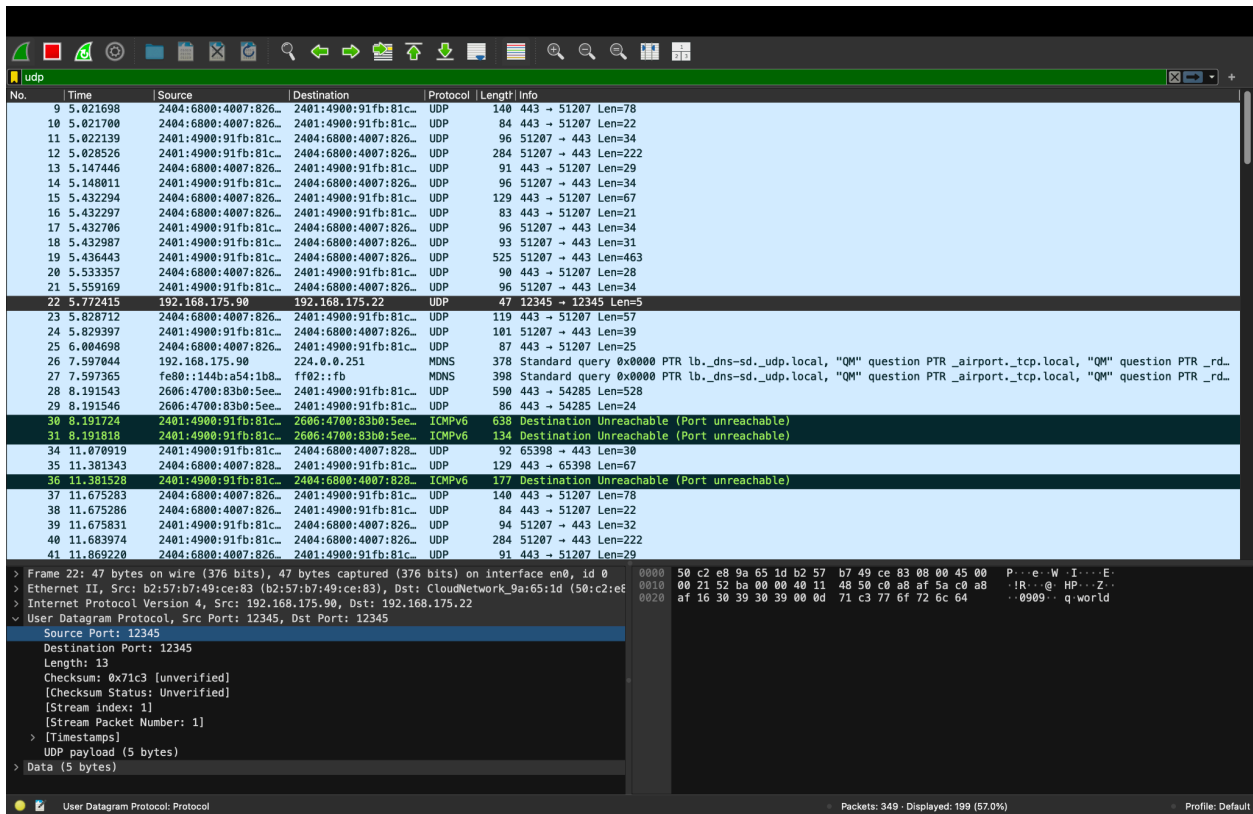 udp
No. Time Source Destination Protocol Length Info
9 5.021698 2404:6800:4007:826… 2401:4900:91fb:81c… UDP 140 443 → 51207 Len=78
10 5.021700 2404:6800:4007:826… 2401:4900:91fb:81c… UDP 84 443 → 51207 Len=22
11 5.022139 2401:4900:91fb:81c… 2404:6800:4007:826… UDP 96 51207 → 443 Len=34
12 5.028526 2401:4900:91fb:81c… 2404:6800:4007:826… UDP 284 51207 → 443 Len=222
13 5.147446 2404:6800:4007:826… 2401:4900:91fb:81c… UDP 91 443 → 51207 Len=29
14 5.148011 2401:4900:91fb:81c… 2404:6800:4007:826… UDP 96 51207 → 443 Len=34
15 5.432294 2404:6800:4007:826… 2401:4900:91fb:81c… UDP 129 443 → 51207 Len=67
16 5.432297 2404:6800:4007:826… 2401:4900:91fb:81c… UDP 83 443 → 51207 Len=21
17 5.432706 2401:4900:91fb:81c… 2404:6800:4007:826… UDP 96 51207 → 443 Len=34
18 5.432987 2401:4900:91fb:81c… 2404:6800:4007:826… UDP 93 51207 → 443 Len=31
19 5.436443 2401:4900:91fb:81c… 2404:6800:4007:826… UDP 525 51207 → 443 Len=463
20 5.533357 2404:6800:4007:826… 2401:4900:91fb:81c… UDP 90 443 → 51207 Len=28
21 5.559169 2401:4900:91fb:81c… 2404:6800:4007:826… UDP 96 51207 → 443 Len=34
22 5.772415 192.168.175.90 192.168.175.22 UDP 47 12345 → 12345 Len=5
23 5.828712 2404:6800:4007:826… 2401:4900:91fb:81c… UDP 119 443 → 51207 Len=57
24 5.829397 2401:4900:91fb:81c… 2404:6800:4007:826… UDP 101 51207 → 443 Len=39
25 6.004698 2404:6800:4007:826… 2401:4900:91fb:81c… UDP 87 443 → 51207 Len=25
26 7.597044 192.168.175.90 224.0.0.251 MDNS 378 Standard query 0x0000 PTR lb._dns-sd._udp.local, "QM" question PTR _airport._tcp.local, "QM" question PTR _rd…
27 7.597365 fe80::144b:a54:1b8… ff02::fb MDNS 398 Standard query 0x0000 PTR lb._dns-sd._udp.local, "QM" question PTR _airport._tcp.local, "QM" question PTR _rd…
28 8.191543 2606:4700:83b0:5ee… 2401:4900:91fb:81c… UDP 590 443 → 54285 Len=528
29 8.191546 2606:4700:83b0:5ee… 2401:4900:91fb:81c… UDP 86 443 → 54285 Len=24
30 8.191724 2401:4900:91fb:81c… 2606:4700:83b0:5ee… ICMPv6 638 Destination Unreachable (Port unreachable)
31 8.191818 2401:4900:91fb:81c… 2606:4700:83b0:5ee… ICMPv6 134 Destination Unreachable (Port unreachable)
34 11.070919 2401:4900:91fb:81c… 2404:6800:4007:828… UDP 92 65398 → 443 Len=30
35 11.381343 2404:6800:4007:828… 2401:4900:91fb:81c… UDP 129 443 → 65398 Len=67
36 11.381528 2401:4900:91fb:81c… 2404:6800:4007:828… ICMPv6 177 Destination Unreachable (Port unreachable)
37 11.675283 2404:6800:4007:826… 2401:4900:91fb:81c… UDP 140 443 → 51207 Len=78
38 11.675286 2404:6800:4007:826… 2401:4900:91fb:81c… UDP 84 443 → 51207 Len=22
39 11.675831 2401:4900:91fb:81c… 2404:6800:4007:826… UDP 94 51207 → 443 Len=32
40 11.683974 2401:4900:91fb:81c… 2404:6800:4007:826… UDP 284 51207 → 443 Len=222
41 11.869220 2404:6800:4007:826… 2401:4900:91fb:81c… UDP 91 443 → 51207 Len=29
> Frame 22: 47 bytes on wire (376 bits), 47 bytes captured (376 bits) on interface en0, id 0
> Ethernet II, Src: b2:57:b7:49:ce:83 (b2:57:b7:49:ce:83), Dst: CloudNetwork_9a:65:1d (50:c2:e8
> Internet Protocol Version 4, Src: 192.168.175.90, Dst: 192.168.175.22
User Datagram Protocol, Src Port: 12345, Dst Port: 12345
Source Port: 12345
Destination Port: 12345
Length: 13
Checksum: 0x71c3 [unverified]
[Checksum Status: Unverified]
[Stream index: 1]
[Stream Packet Number: 1]
> [Timestamps]
UDP payload (5 bytes)
> Data (5 bytes)
0000 50 c2 e8 9a 65 1d b2 57 b7 49 ce 83 08 00 45 00 P···e··W ·I····E·
0010 00 21 52 ba 00 00 40 11 48 50 c0 a8 af 5a c0 a8 ·!R···@· HP···Z··
0020 af 16 30 39 30 39 00 0d 71 c3 77 6f 72 6c 64 ··0909·· q·world
User Datagram Protocol: Protocol
Packets: 349 · Displayed: 199 (57.0%)
Profile: Default